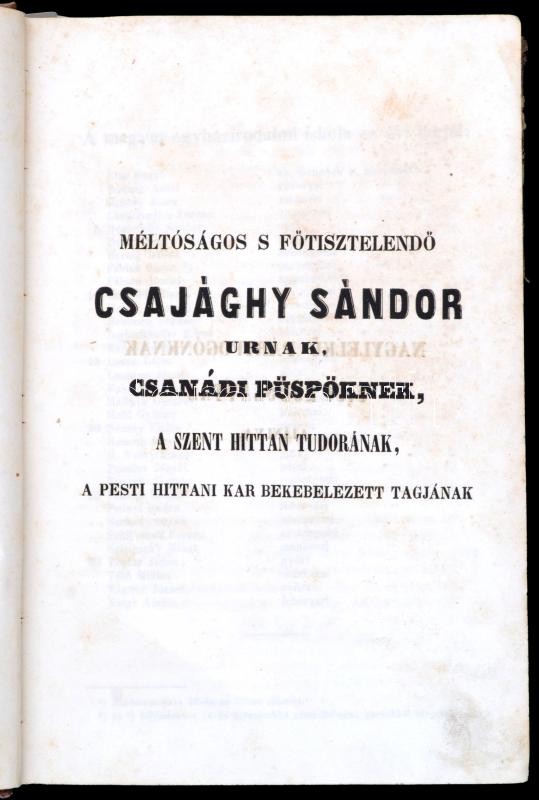 MÉLTÓSÁGOS S FŐTISZTELENDŐ
CSAJÁGHY SÁNDOR
URNAK,
CSANÁDI PÜSPÖKNEK,
A SZENT HITTAN TUDORÁNAK,
A PESTI HITTANI KAR BEKEBELEZETT TAGJÁNAK